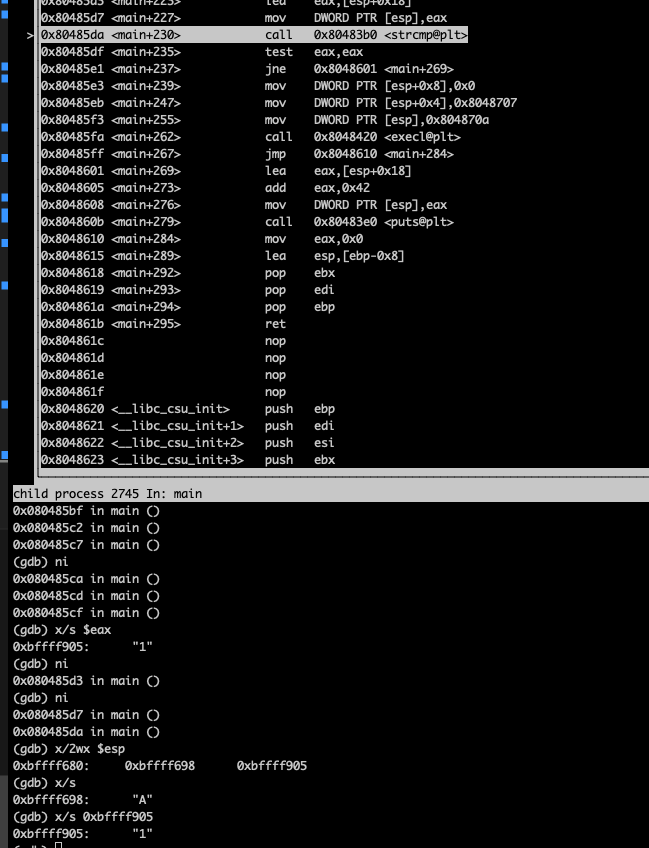 0x80485d3 <main+223> lea eax,[esp+0x18]
0x80485d7 <main+227> mov DWORD PTR [esp],eax
>0x80485da <main+230> call 0x80483b0 <strcmp@plt>
0x80485df <main+235> test eax,eax
0x80485e1 <main+237> jne 0x8048601 <main+269>
0x80485e3 <main+239> mov DWORD PTR [esp+0x8],0x0
0x80485eb <main+247> mov DWORD PTR [esp+0x4],0x8048707
0x80485f3 <main+255> mov DWORD PTR [esp],0x804870a
0x80485fa <main+262> call 0x8048420 <execl@plt>
0x80485ff <main+267> jmp 0x8048610 <main+284>
0x8048601 <main+269> lea eax,[esp+0x18]
0x8048605 <main+273> add eax,0x42
0x8048608 <main+276> mov DWORD PTR [esp],eax
0x804860b <main+279> call 0x80483e0 <puts@plt>
0x8048610 <main+284> mov eax,0x0
0x8048615 <main+289> lea esp,[ebp-0x8]
0x8048618 <main+292> pop ebx
0x8048619 <main+293> pop edi
0x804861a <main+294> pop ebp
0x804861b <main+295> ret
0x804861c nop
0x804861d nop
0x804861e nop
0x804861f nop
0x8048620 <__libc_csu_init> push ebp
0x8048621 <__libc_csu_init+1> push edi
0x8048622 <__libc_csu_init+2> push esi
0x8048623 <__libc_csu_init+3> push ebx
child process 2745 In: main
0x080485bf in main ()
0x080485c2 in main ()
0x080485c7 in main ()
(gdb) ni
0x080485ca in main ()
0x080485cd in main ()
0x080485cf in main ()
(gdb) x/s $eax
0xbffff905: "1"
(gdb) ni
0x080485d3 in main ()
(gdb) ni
0x080485d7 in main ()
0x080485da in main ()
(gdb) x/2wx $esp
0xbffff680: 0xbffff698 0xbffff905
(gdb) x/s
0xbffff698: "A"
(gdb) x/s 0xbffff905
0xbffff905: "1"
(gdb)